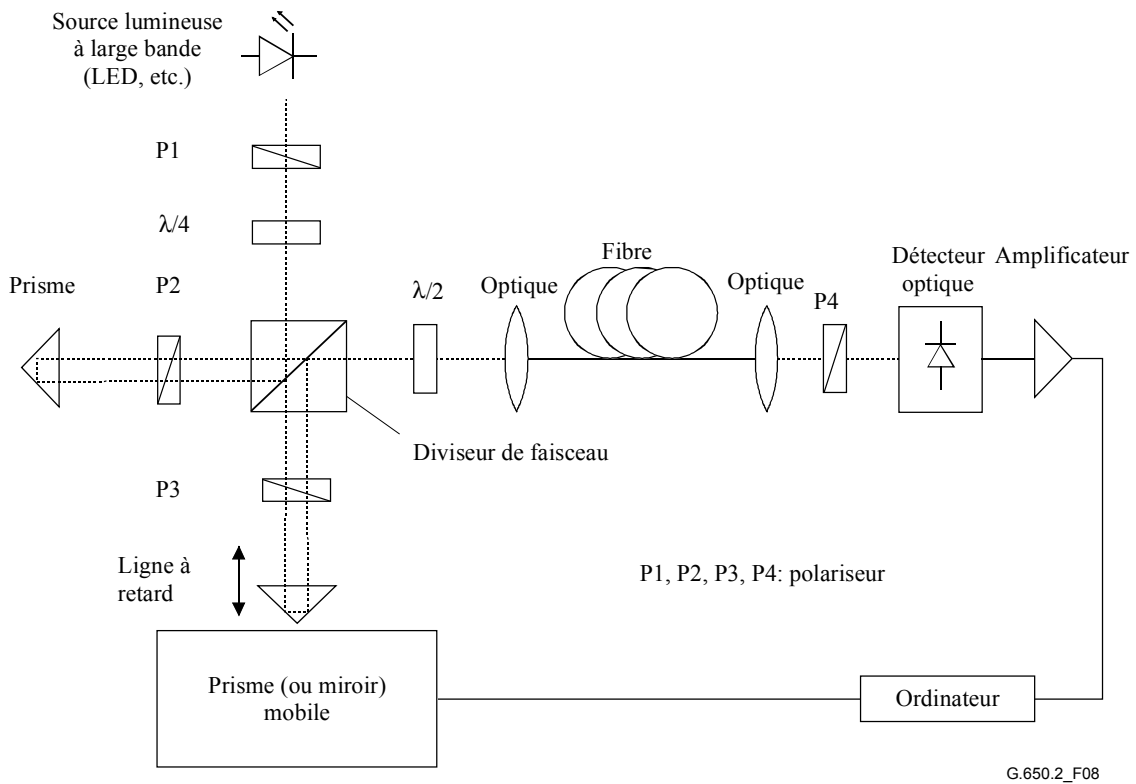 Source lumineuse
à large bande
(LED, etc.)
P1
λ/4
Prisme
P2
λ/2
Optique
Fibre
Optique
P4
Détecteur
optique
Amplificateur
Diviseur de faisceau
P3
Ligne à
retard
P1, P2, P3, P4: polariseur
Prisme (ou miroir)
mobile
Ordinateur
G.650.2_F08